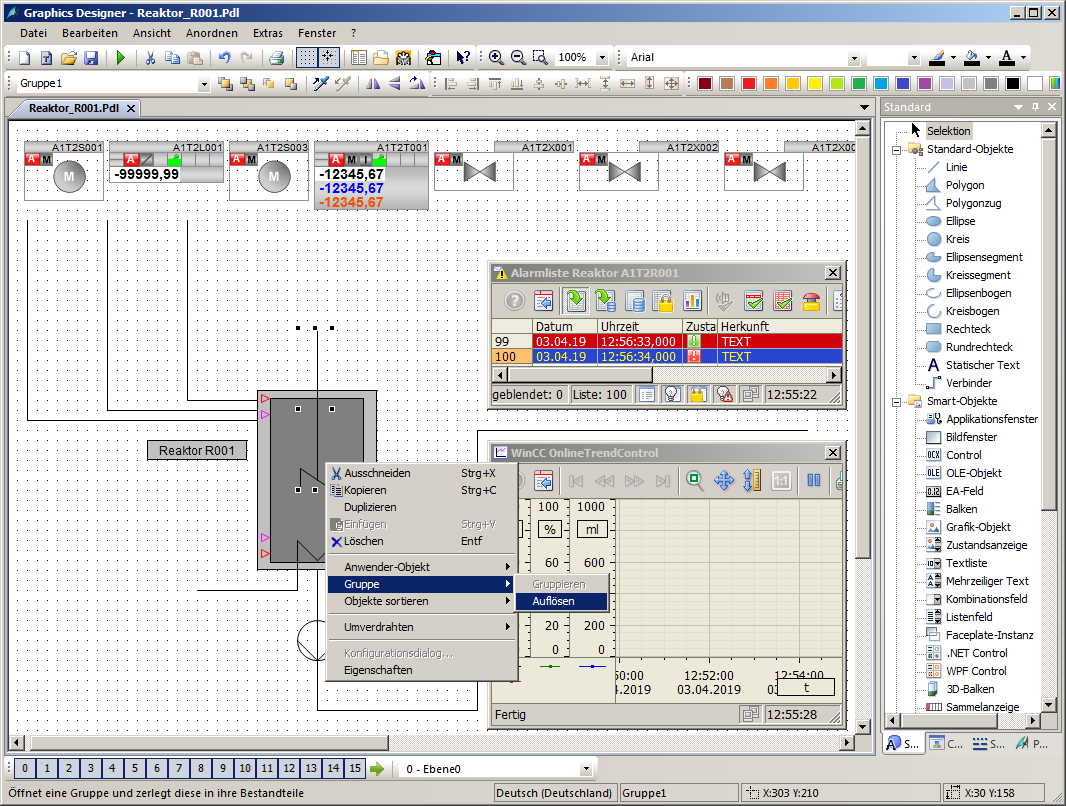 Graphics Designer - Reaktor_R001.Pdl
Datei Bearbeiten Ansicht Anordnen Extras Fenster ?
100% Arial
Gruppe1
Reaktor_R001.Pdl
Standard
A1T2S001 A1T2L001 A1T2S003 A1T2T001 A1T2X001 A1T2X002 A1T2X00
A M A A M A M I A M A M A M
M -99999,99 M -12345,67
-12345,67
-12345,67
Selektion
Standard-Objekte
Linie
Polygon
Polygonzug
Ellipse
Kreis
Ellipsensegment
Kreissegment
Ellipsenbogen
Kreisbogen
Rechteck
Rundrechteck
Statischer Text
Verbinder
Smart-Objekte
Applikationsfenster
Bildfenster
Control
OLE-Objekt
EA-Feld
Balken
Grafik-Objekt
Zustandsanzeige
Textliste
Mehrzeiliger Text
Kombinationsfeld
Listenfeld
Faceplate-Instanz
.NET Control
WPF Control
3D-Balken
Sammelanzeige
S... C... S... P...
Alarmliste Reaktor A1T2R001
Datum Uhrzeit Zusta Herkunft
99 03.04.19 12:56:33,000 TEXT
100 03.04.19 12:56:34,000 TEXT
geblendet: 0 Liste: 100 12:55:22
Reaktor R001
WinCC OnlineTrendControl
1:1
100 1000
% ml
60 600
20 200
0 0
50:00 12:52:00 12:54:00
4.2019 03.04.2019 03
t
Fertig 12:55:28
Ausschneiden Strg+X
Kopieren Strg+C
Duplizieren
Einfügen Strg+V
Löschen Entf
Anwender-Objekt
Gruppe
Objekte sortieren
Umverdrahten
Konfigurationsdialog...
Eigenschaften
Gruppieren
Auflösen
0 1 2 3 4 5 6 7 8 9 10 11 12 13 14 15 0 - Ebene0
Öffnet eine Gruppe und zerlegt diese in ihre Bestandteile Deutsch (Deutschland) Gruppe1 X:303 Y:210 X:30 Y:158